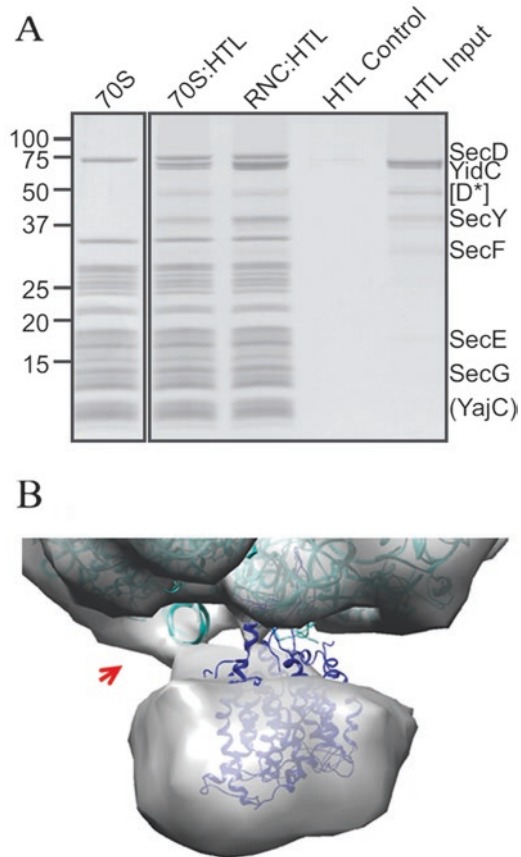 A
70S
70S:HTL
RNC:HTL
HTL Control
HTL Input
100
75
50
37
25
20
15
SecD
YidC
[D*]
SecY
SecF
SecE
SecG
(YajC)
B